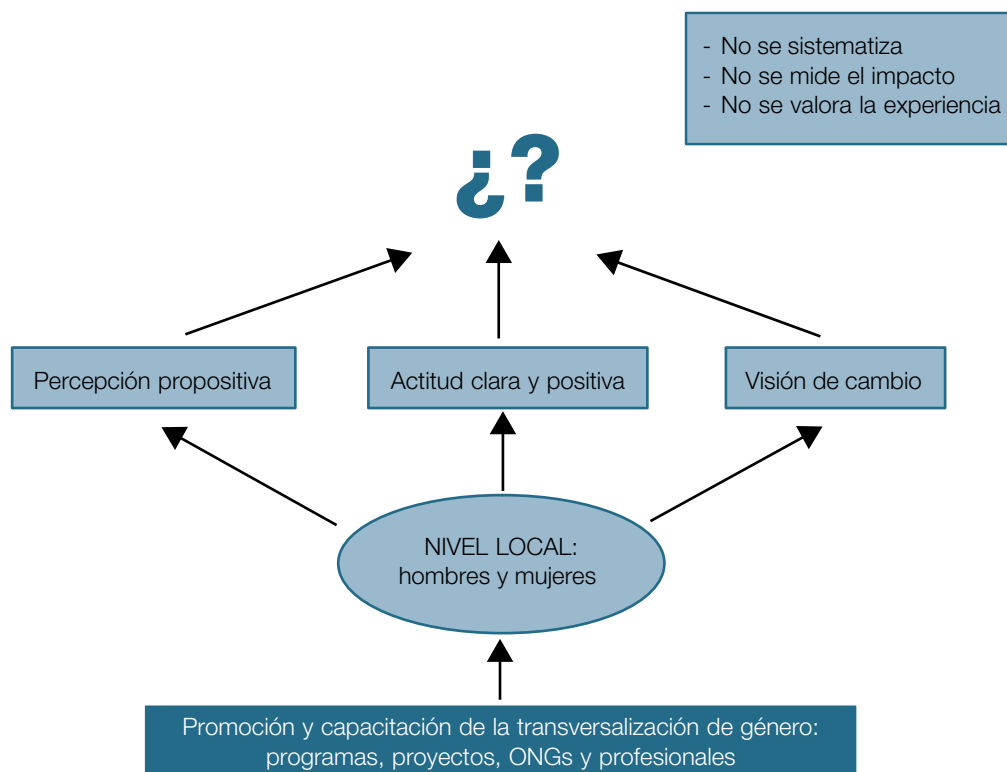 - No se sistematiza
- No se mide el impacto
- No se valora la experiencia
¿?
Percepción propositiva
Actitud clara y positiva
Visión de cambio
NIVEL LOCAL:
hombres y mujeres
Promoción y capacitación de la transversalización de género:
programas, proyectos, ONGs y profesionales